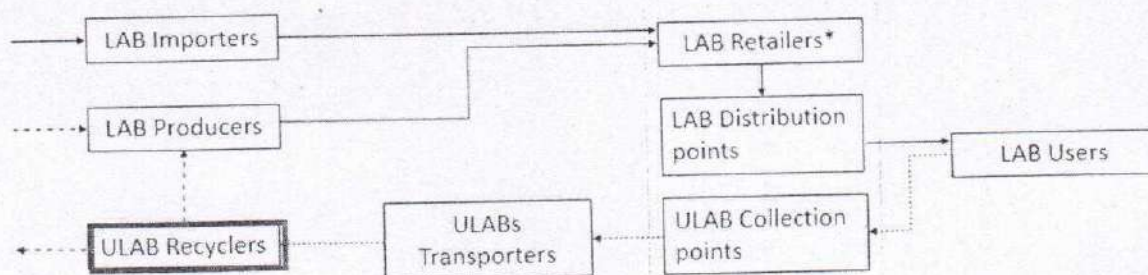 LAB Importers
LAB Retailers*
LAB Producers
LAB Distribution
points
LAB Users
ULAB Recyclers
ULABs
Transporters
ULAB Collection
points